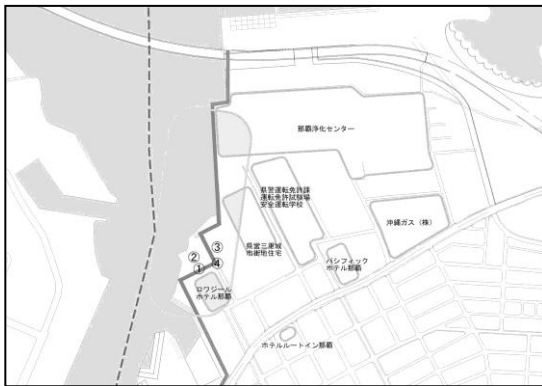 那覇浄化センター
県警運転免許課
運転免許試験場
安全運転学校
沖縄ガス（株）
③
県営三重城
市街地住宅
パシフィック
ホテル那覇
②
④
①
ロワジール
ホテル那覇
ホテルルートイン那覇